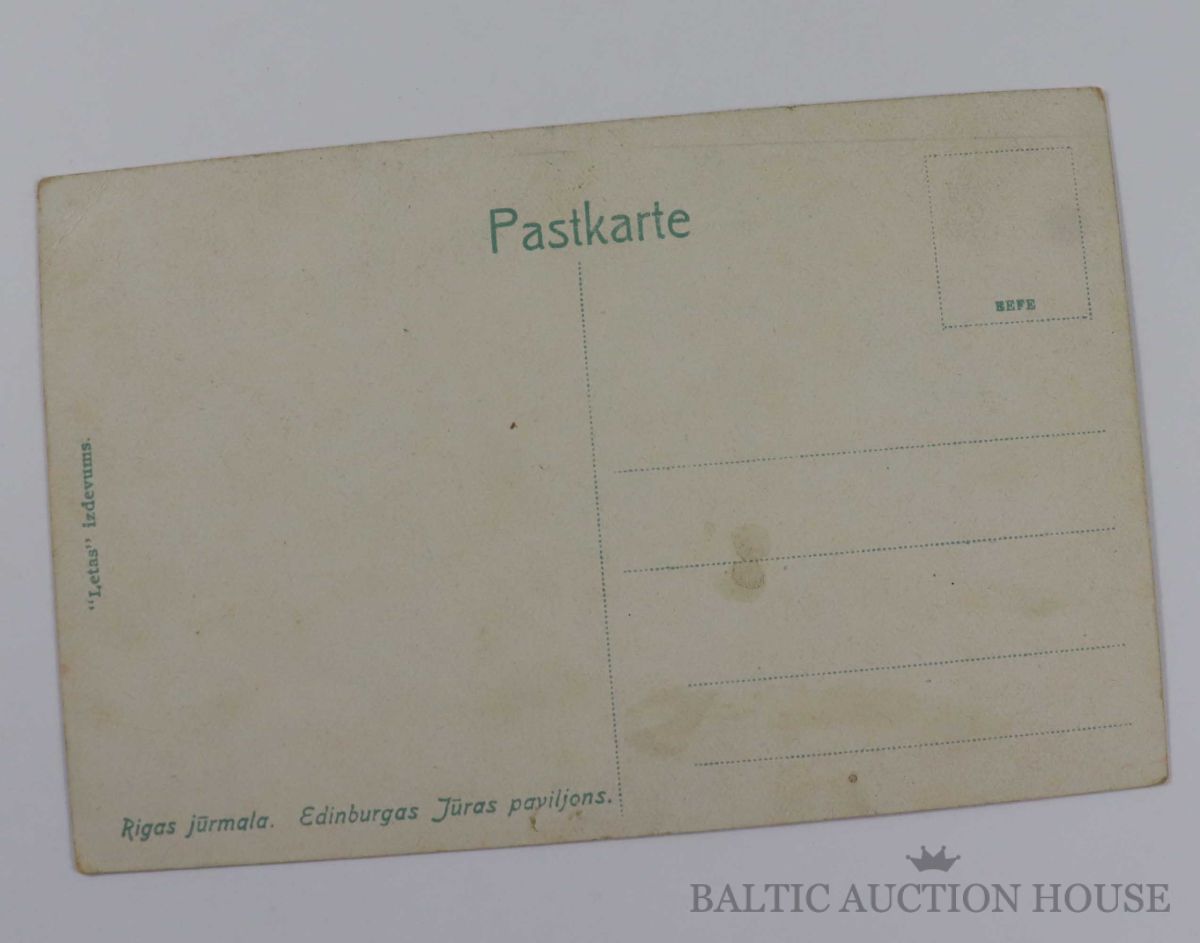 Pastkarte
BEFE
"Letas" izdevums.
Rigas jūrmala. Edinburgas Jūras paviljons.
BALTIC AUCTION HOUSE